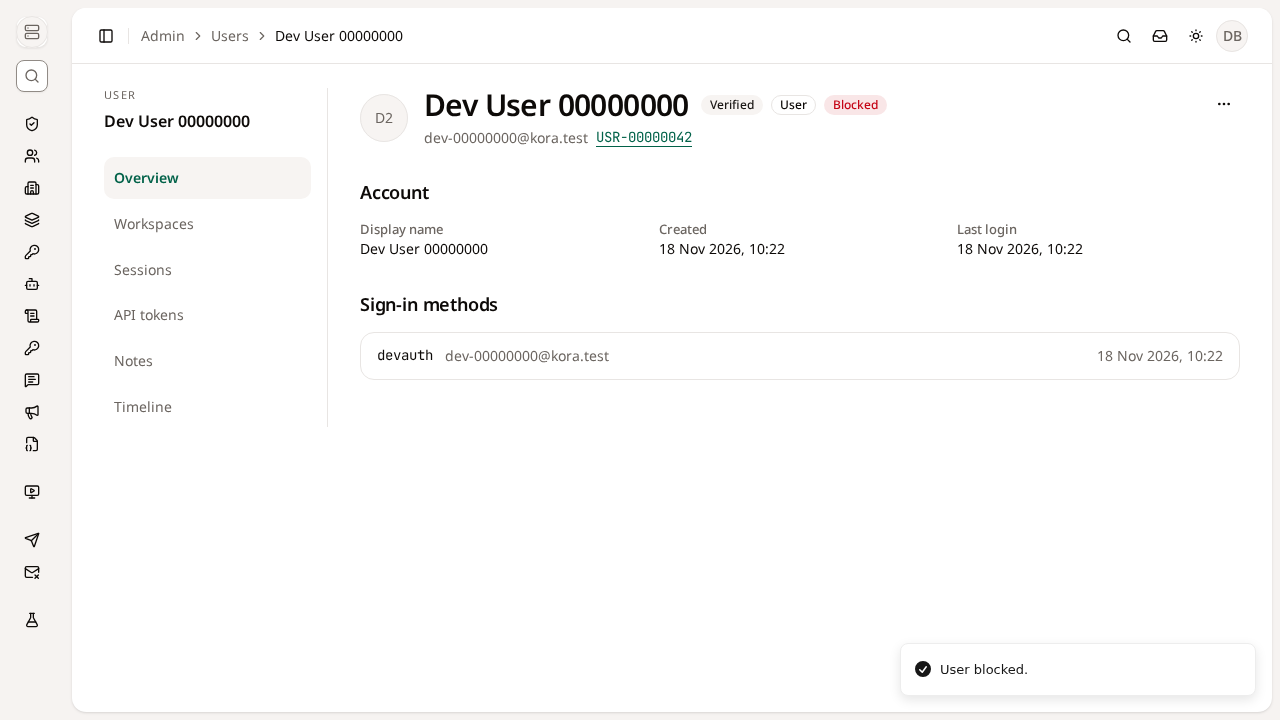 Admin > Users > Dev User 00000000
DB
USER
Dev User 00000000
Overview
Workspaces
Sessions
API tokens
Notes
Timeline
D2
Dev User 00000000 Verified User Blocked
dev-00000000@kora.test USR-00000042
Account
Display name Created Last login
Dev User 00000000 18 Nov 2026, 10:22 18 Nov 2026, 10:22
Sign-in methods
devauth dev-00000000@kora.test 18 Nov 2026, 10:22
User blocked.